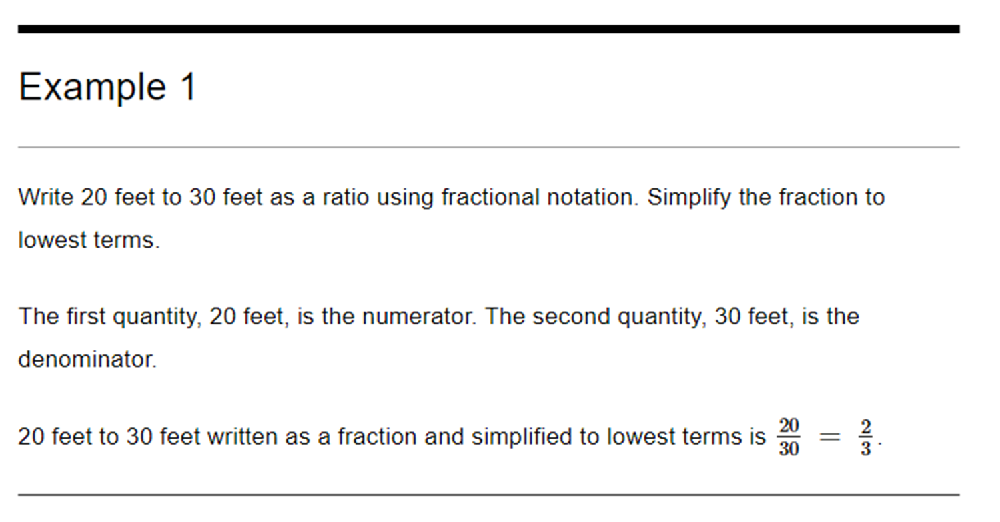 Example 1
Write 20 feet to 30 feet as a ratio using fractional notation. Simplify the fraction to
lowest terms.
The first quantity, 20 feet, is the numerator. The second quantity, 30 feet, is the
denominator.
20 feet to 30 feet written as a fraction and simplified to lowest terms is 20/30 = 2/3.